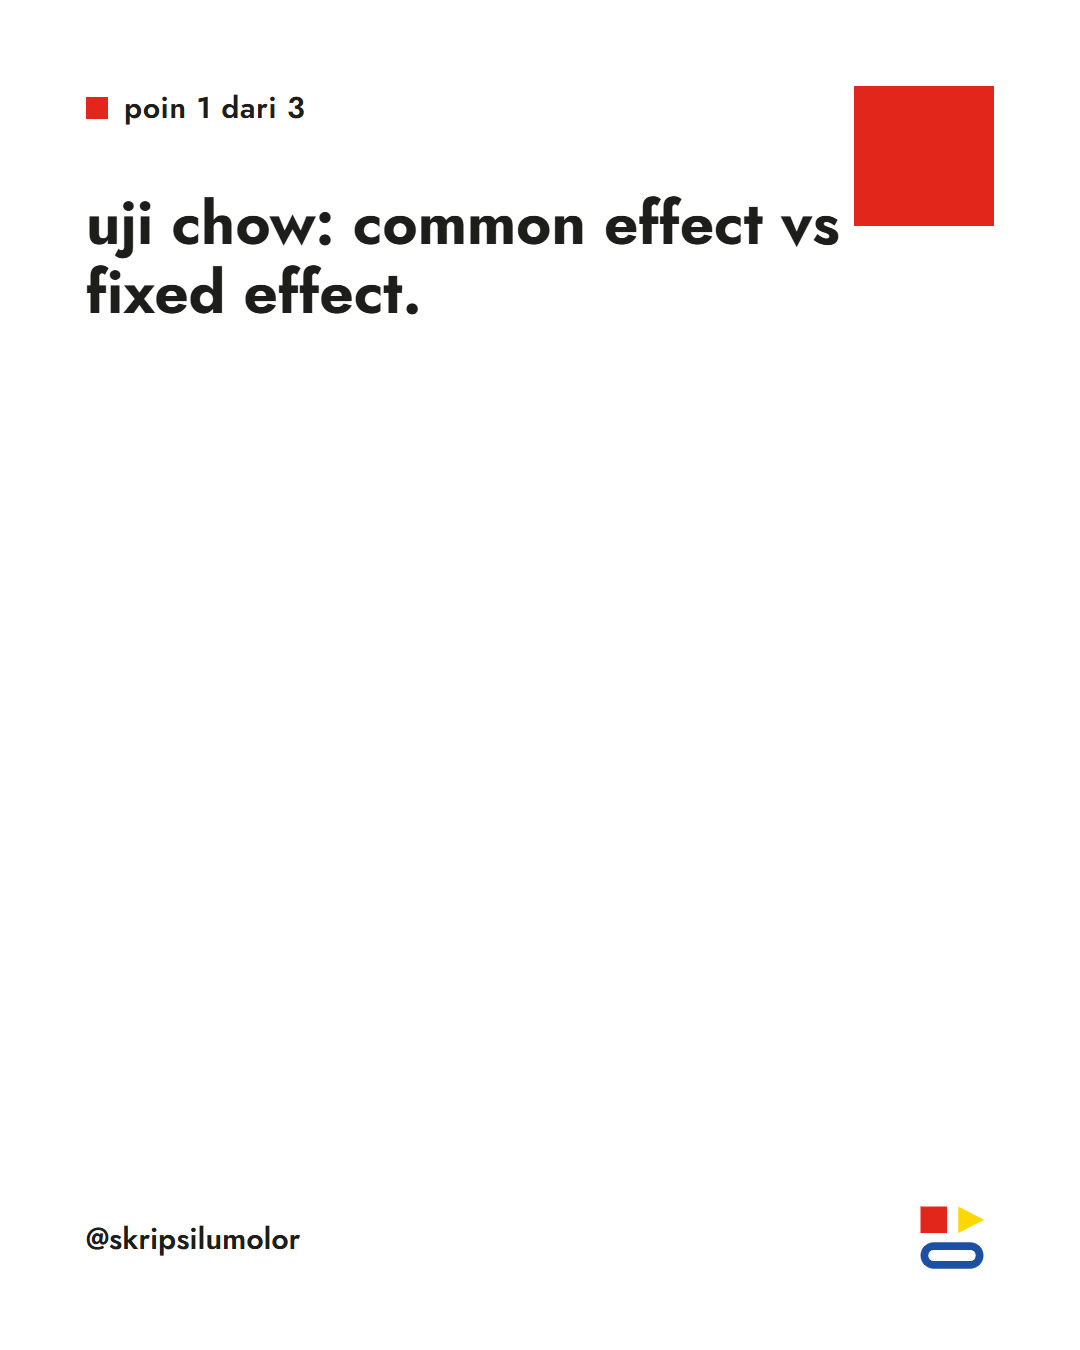 poin 1 dari 3
uji chow: common effect vs
fixed effect.
@skripsilumolor